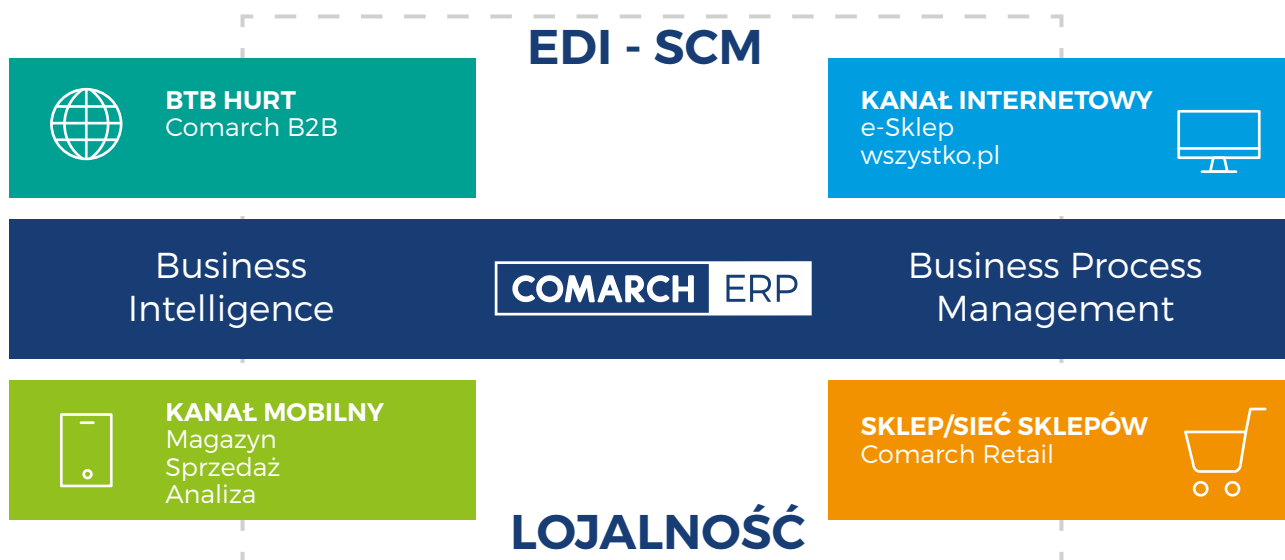 EDI - SCM
BTB HURT
Comarch B2B
KANAŁ INTERNETOWY
e-Sklep
wszystko.pl
Business
Intelligence
COMARCH ERP
Business Process
Management
KANAŁ MOBILNY
Magazyn
Sprzedaż
Analiza
SKLEP/SIEĆ SKLEPÓW
Comarch Retail
LOJALNOŚĆ